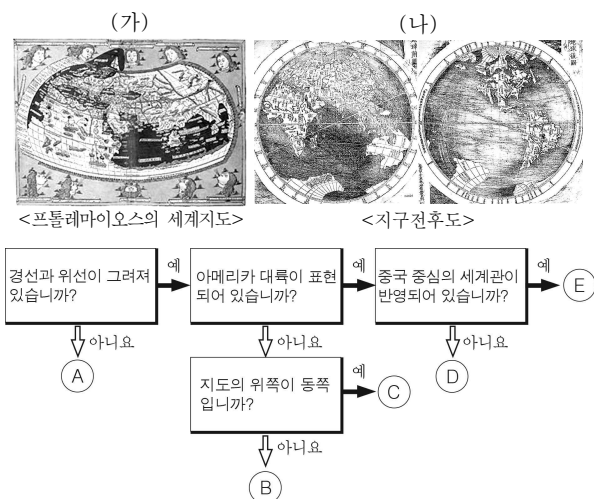 (가)
(나)
<프톨레마이오스의 세계지도>
<지구전후도>
경선과 위선이 그려져
있습니까?
예
아메리카 대륙이 표현
되어 있습니까?
예
중국 중심의 세계관이
반영되어 있습니까?
예
E
아니요
A
아니요
아니요
D
지도의 위쪽이 동쪽
입니까?
예
C
아니요
B